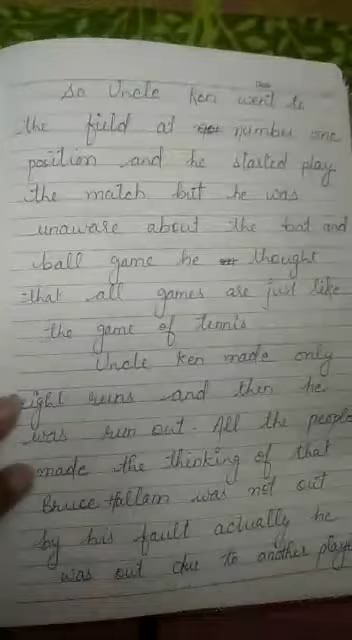 So Uncle Ken went to
the field at number one
position and he started play
the match but he was
unaware about the bat and
ball game he thought
that all games are just like
the game of tennis
Uncle Ken made only
eight runs and then he
was run out. All the people
made the thinking of that
Bruce Hallam was not out
by his fault actually he
was out due to another play